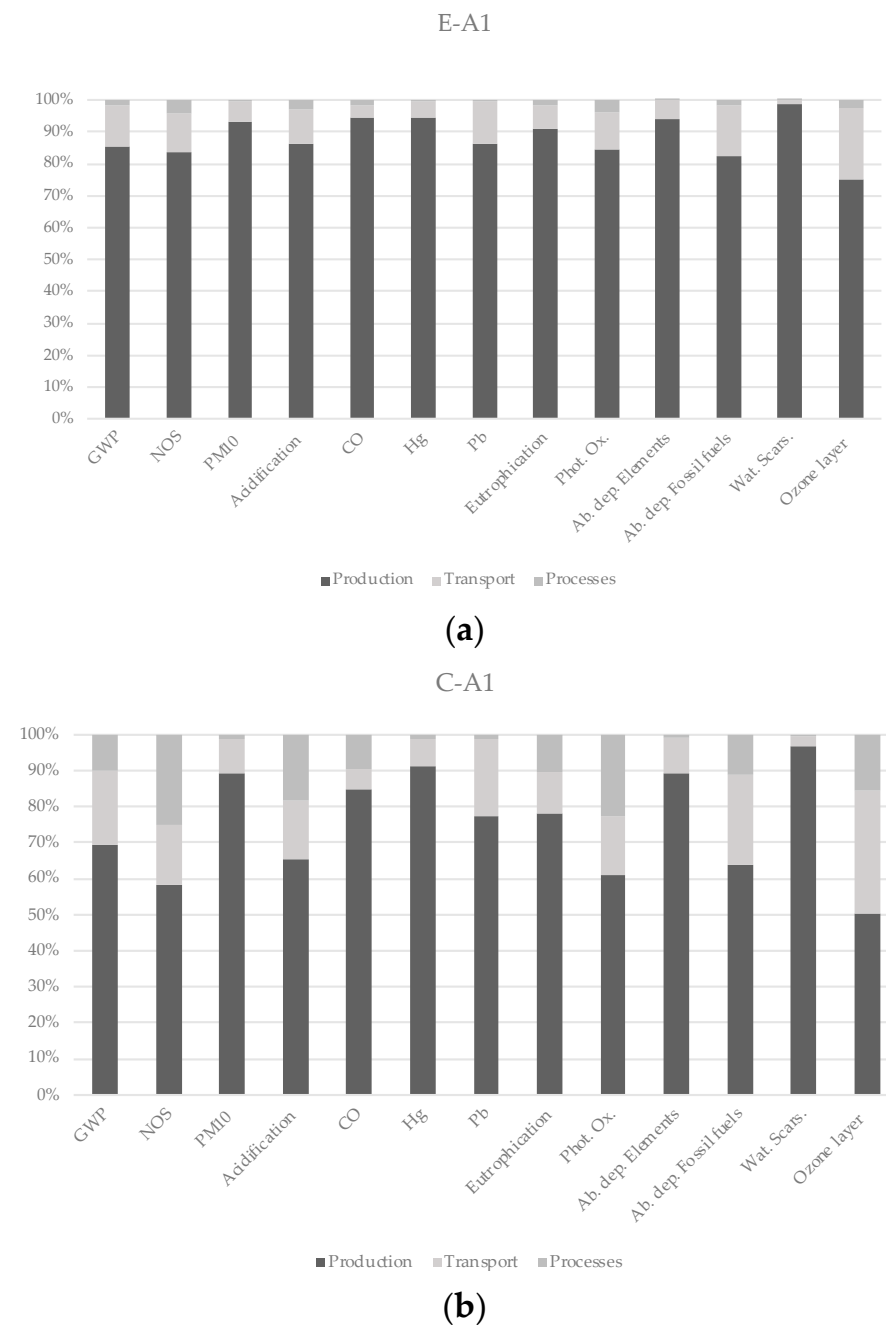 E-A1
100%
90%
80%
70%
60%
50%
40%
30%
20%
10%
0%
GWP
NOS
PM10
Acidification
CO
Hg
Pb
Eutrophication
Phot. Ox.
Ab. dep. Elements
Ab. dep. Fossil fuels
Wat. Scars.
Ozone layer
Production Transport Processes
(a)
C-A1
100%
90%
80%
70%
60%
50%
40%
30%
20%
10%
0%
GWP
NOS
PM10
Acidification
CO
Hg
Pb
Eutrophication
Phot. Ox.
Ab. dep. Elements
Ab. dep. Fossil fuels
Wat. Scars.
Ozone layer
Production Transport Processes
(b)